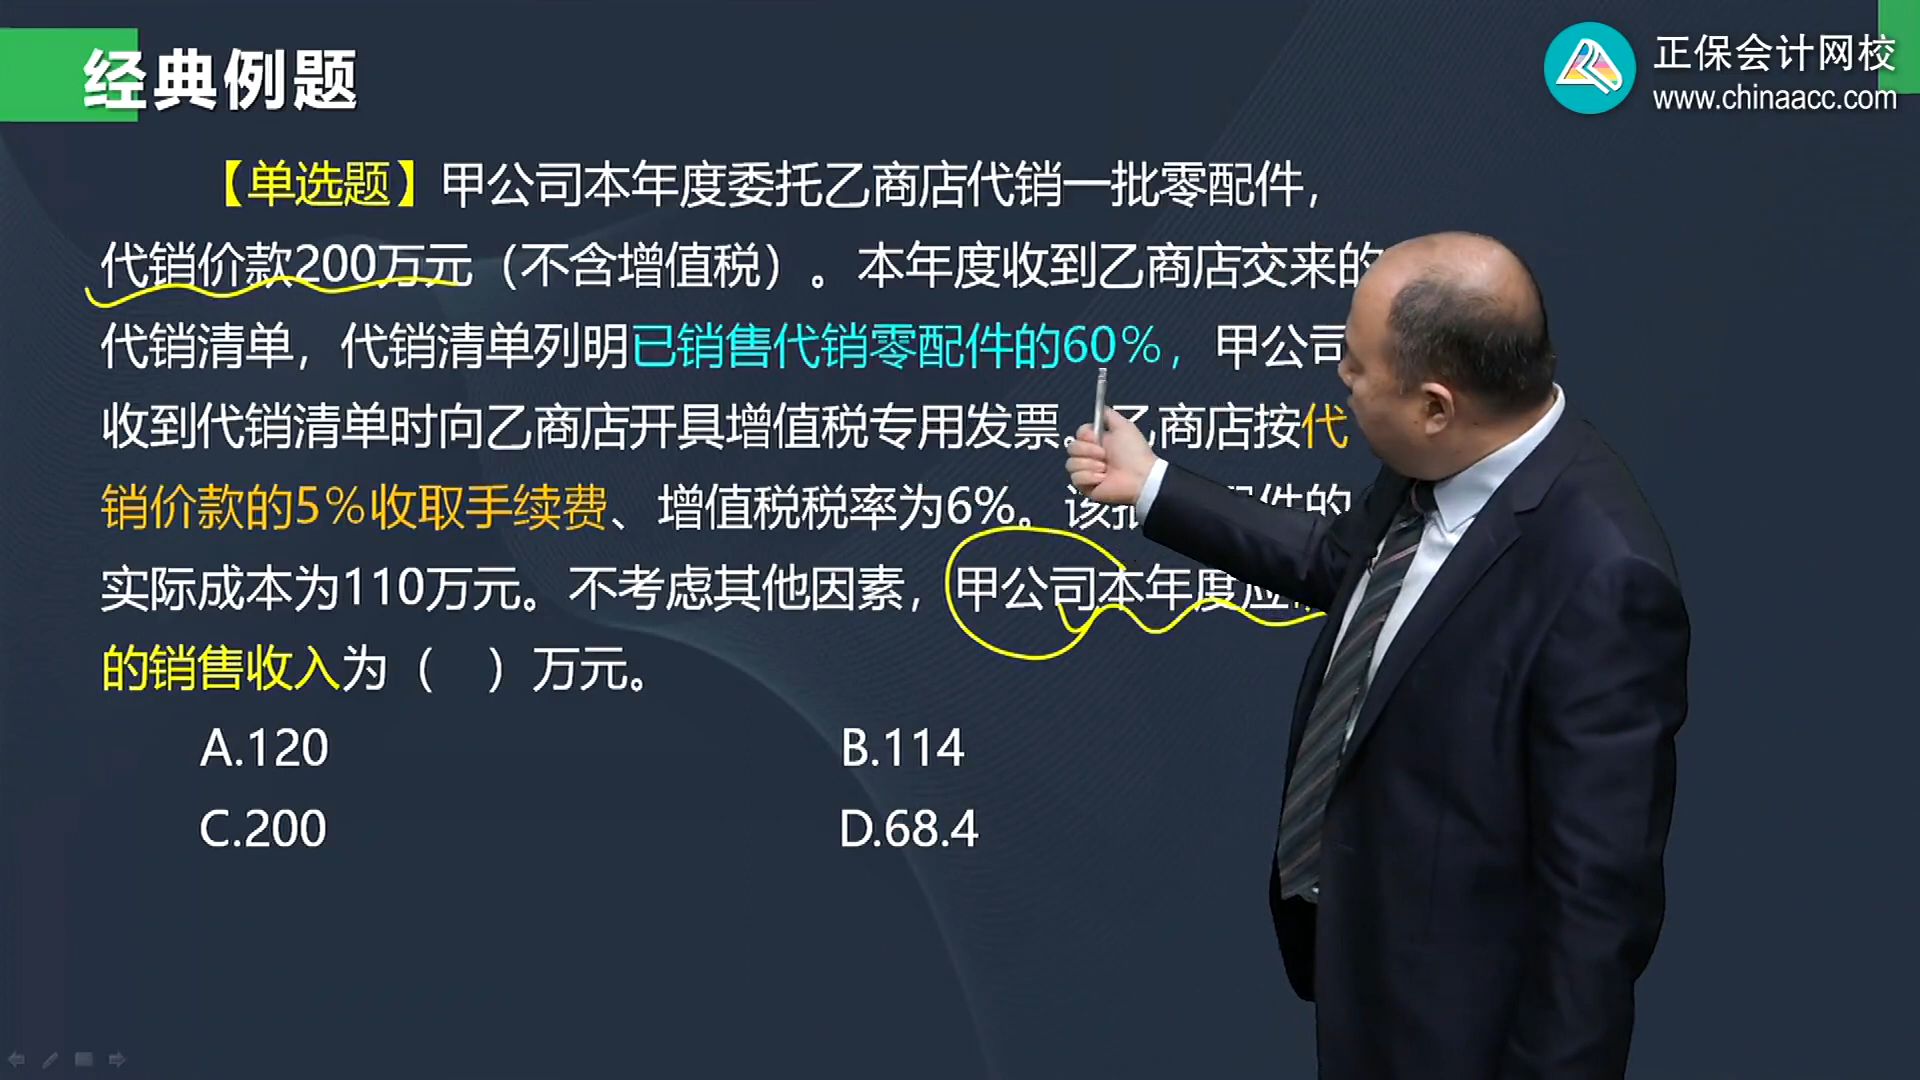 经典例题
正保会计网校
www.chinaacc.com
【单选题】甲公司本年度委托乙商店代销一批零配件，
代销价款200万元（不含增值税）。本年度收到乙商店交来的
代销清单，代销清单列明已销售代销零配件的60％，甲公司
收到代销清单时向乙商店开具增值税专用发票。乙商店按代
销价款的5％收取手续费、增值税税率为6%。该批 配件的
实际成本为110万元。不考虑其他因素，甲公司本年度应
的销售收入为（ ）万元。
A.120
B.114
C.200
D.68.4